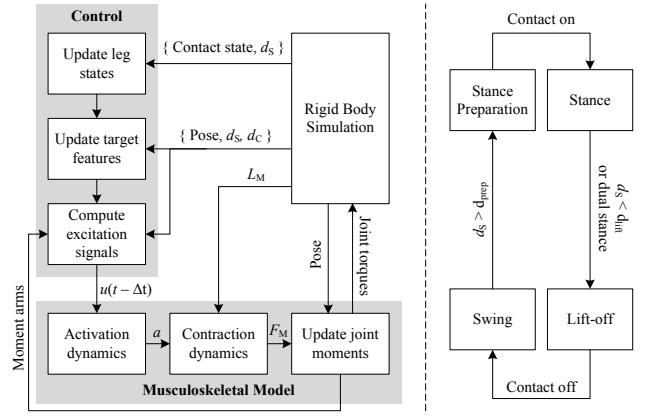 Control
Update leg
states
{ Contact state, dS }
Update target
features
{ Pose, dS, dC }
Rigid Body
Simulation
LM
Compute
excitation
signals
Moment arms
u(t – Δt)
Pose
Joint torques
Activation
dynamics
a
Contraction
dynamics
FM
Update joint
moments
Musculoskeletal Model
Contact on
Stance
Preparation
Stance
dS > pprep
dS < dlift
or dual stance
Swing
Lift-off
Contact off